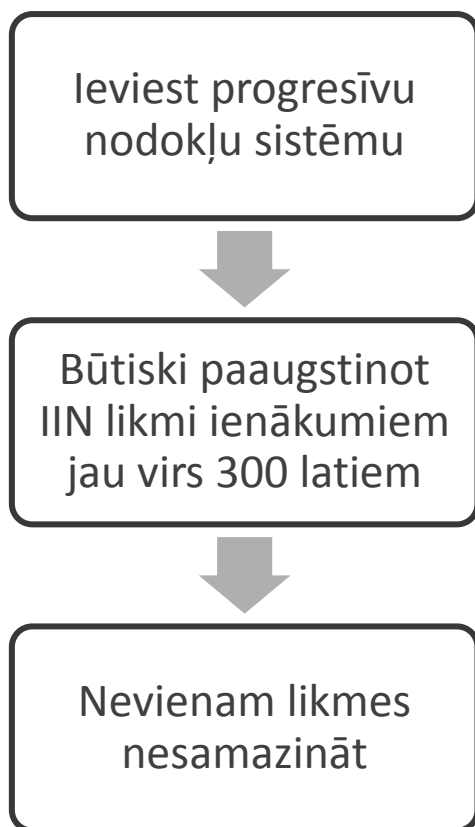 Ieviest progresīvu
nodokļu sistēmu
Būtiski paaugstinot
IIN likmi ienākumiem
jau virs 300 latiem
Nevienam likmes
nesamazināt